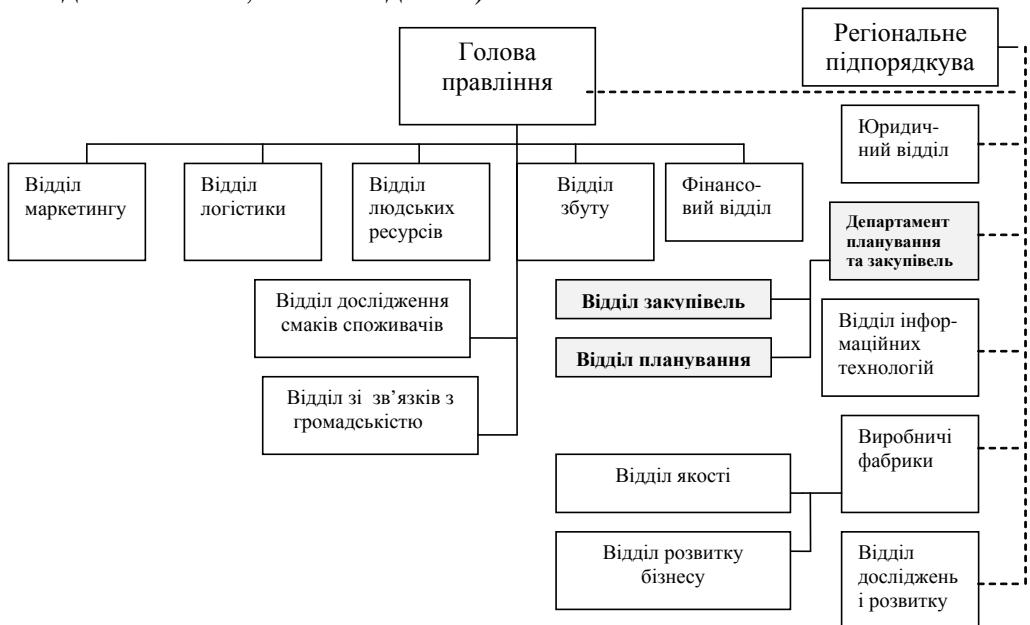 Регіональне
підпорядкува
Голова
правління
Юридич-
ний відділ
Відділ
маркетингу
Відділ
логістики
Відділ
людських
ресурсів
Відділ
збуту
Фінансо-
вий відділ
Департамент
планування
та закупівель
Відділ дослідження
смаків споживачів
Відділ закупівель
Відділ планування
Відділ інфор-
маційних
технологій
Відділ зі зв’язків з
громадськістю
Виробничі
фабрики
Відділ якості
Відділ розвитку
бізнесу
Відділ
досліджень
і розвитку